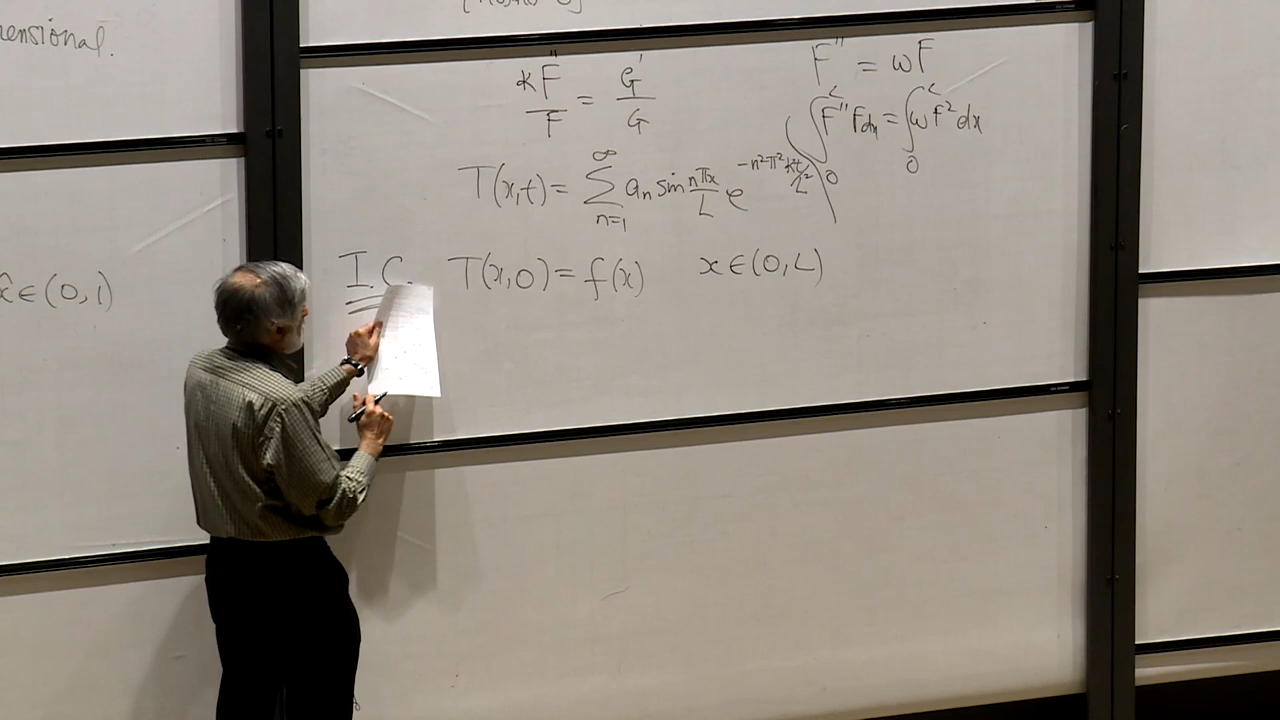 ensional.
κF''/F = G'/G
F'' = ωF
∫₀ᴸ F''F dx = ∫₀ᴸ ωF² dx
T(x,t) = ∑_{n=1}^{∞} aₙ sin nπx/L e^{-n²π²κt/L²}
I.C. T(x,0) = f(x) x∈(0,L)
x̂∈(0,1)